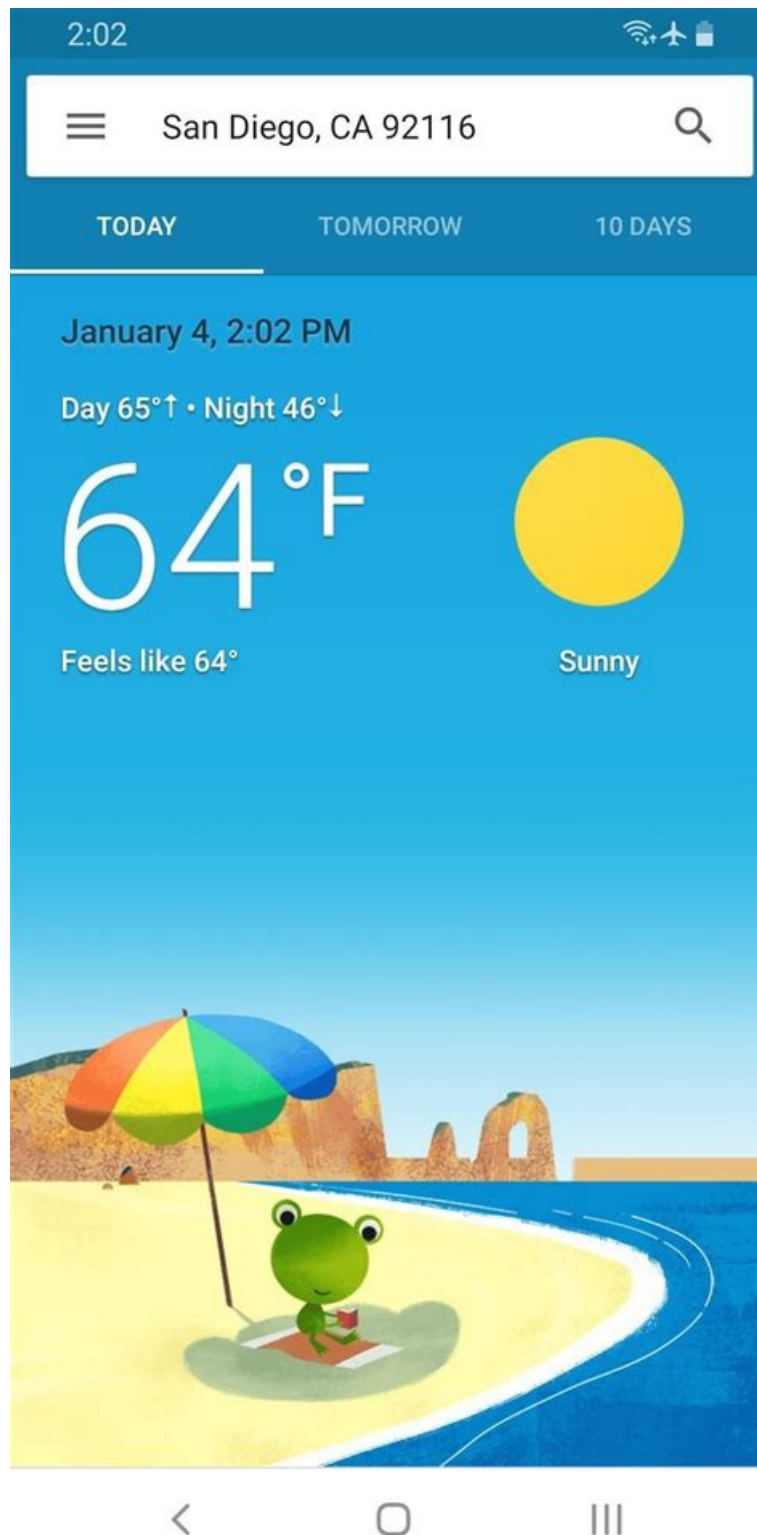 2:02
San Diego, CA 92116
TODAY TOMORROW 10 DAYS
January 4, 2:02 PM
Day 65°↑ • Night 46°↓
64°F
Feels like 64° Sunny